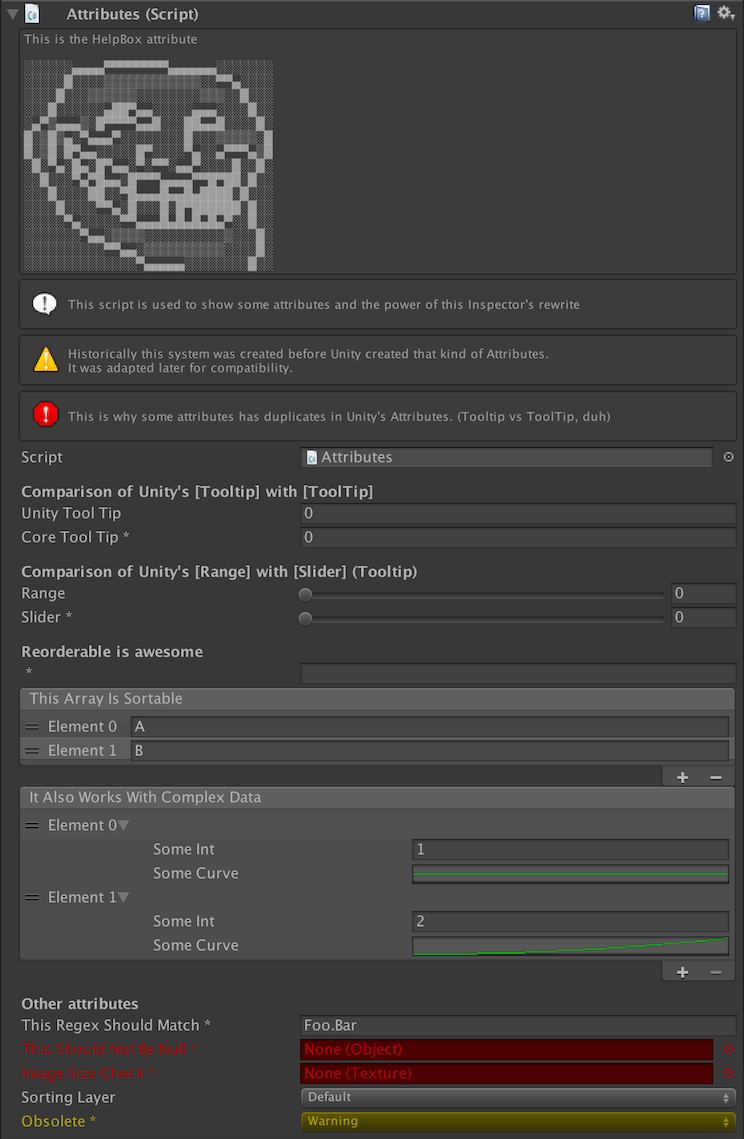 Attributes (Script)
This is the HelpBox attribute
This script is used to show some attributes and the power of this Inspector's rewrite
Historically this system was created before Unity created that kind of Attributes.
It was adapted later for compatibility.
This is why some attributes has duplicates in Unity's Attributes. (Tooltip vs ToolTip, duh)
Script Attributes
Comparison of Unity's [Tooltip] with [ToolTip]
Unity Tool Tip 0
Core Tool Tip * 0
Comparison of Unity's [Range] with [Slider] (Tooltip)
Range 0
Slider * 0
Reorderable is awesome
*
This Array Is Sortable
Element 0 A
Element 1 B
+ −
It Also Works With Complex Data
Element 0
Some Int 1
Some Curve
Element 1
Some Int 2
Some Curve
+ −
Other attributes
This Regex Should Match * Foo.Bar
This Should Not Be Null * None (Object)
Image Size Check * None (Texture)
Sorting Layer Default
Obsolete * Warning